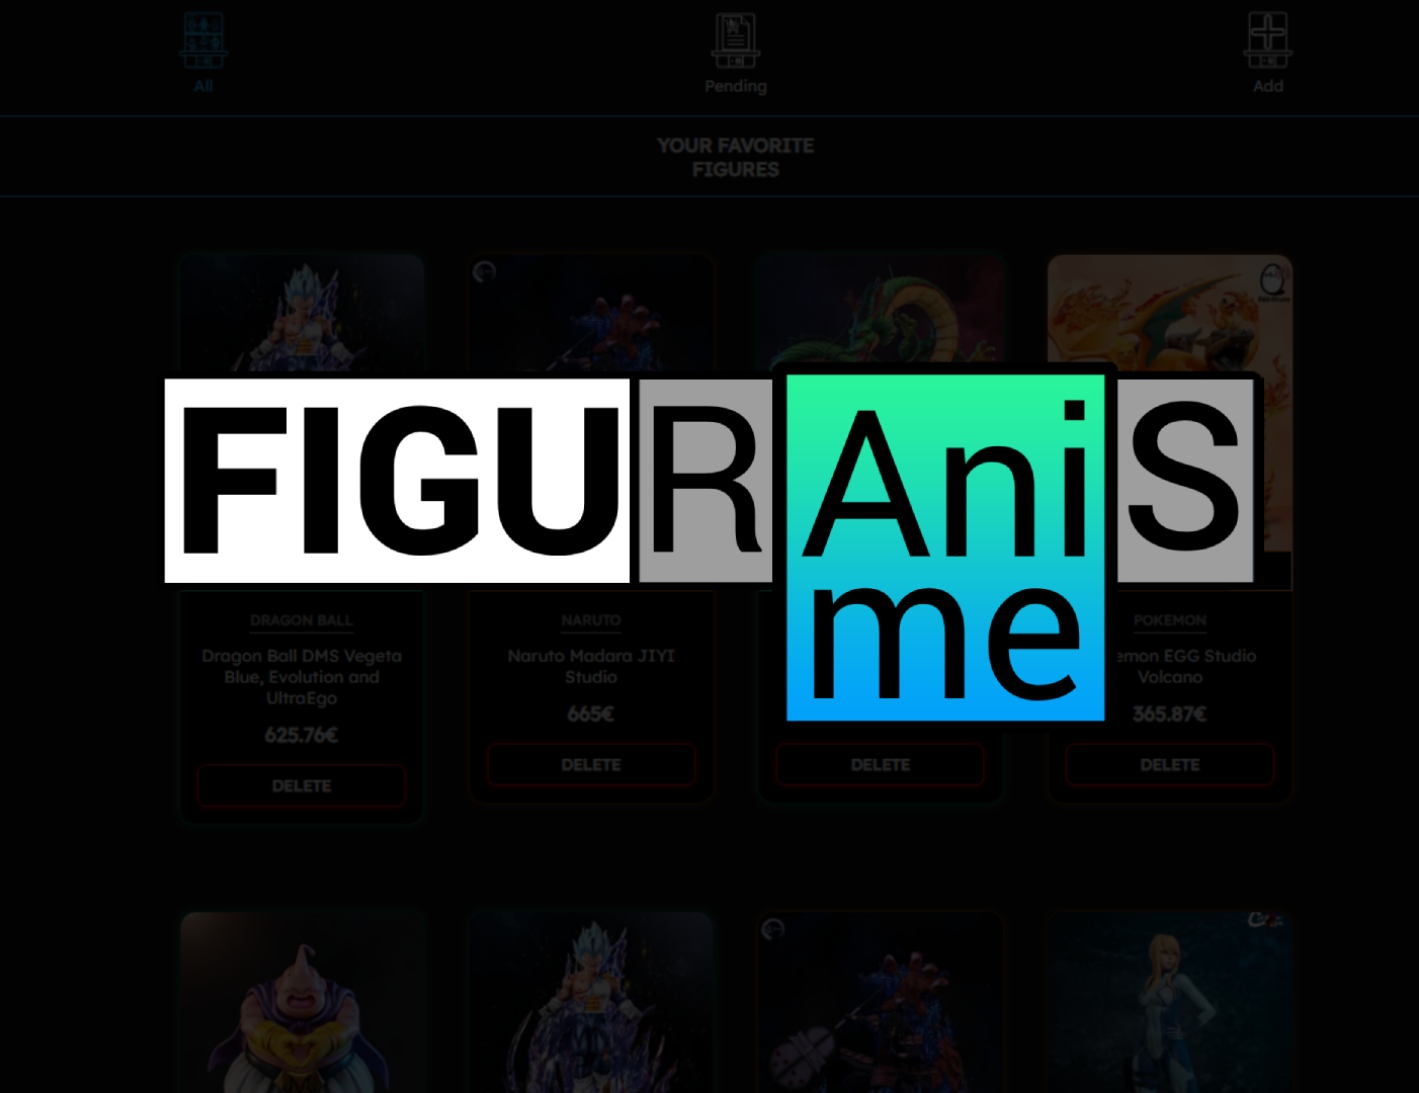 All
Pending
Add
YOUR FAVORITE
FIGURES
FIGURAniS
me
DRAGON BALL
Dragon Ball DMS Vegeta
Blue, Evolution and
UltraEgo
625.76€
DELETE
NARUTO
Naruto Madara JIYI
Studio
665€
DELETE
DELETE
POKEMON
emon EGG Studio
Volcano
365.87€
DELETE